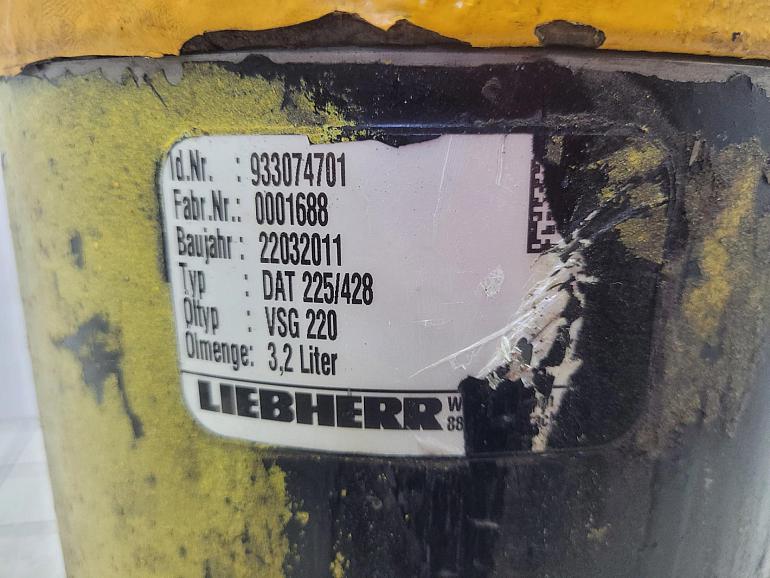 Id.Nr. : 933074701
Fabr.Nr.: 0001688
Baujahr : 22032011
Typ : DAT 225/428
Öltyp : VSG 220
Ölmenge: 3,2 Liter
LIEBHERR